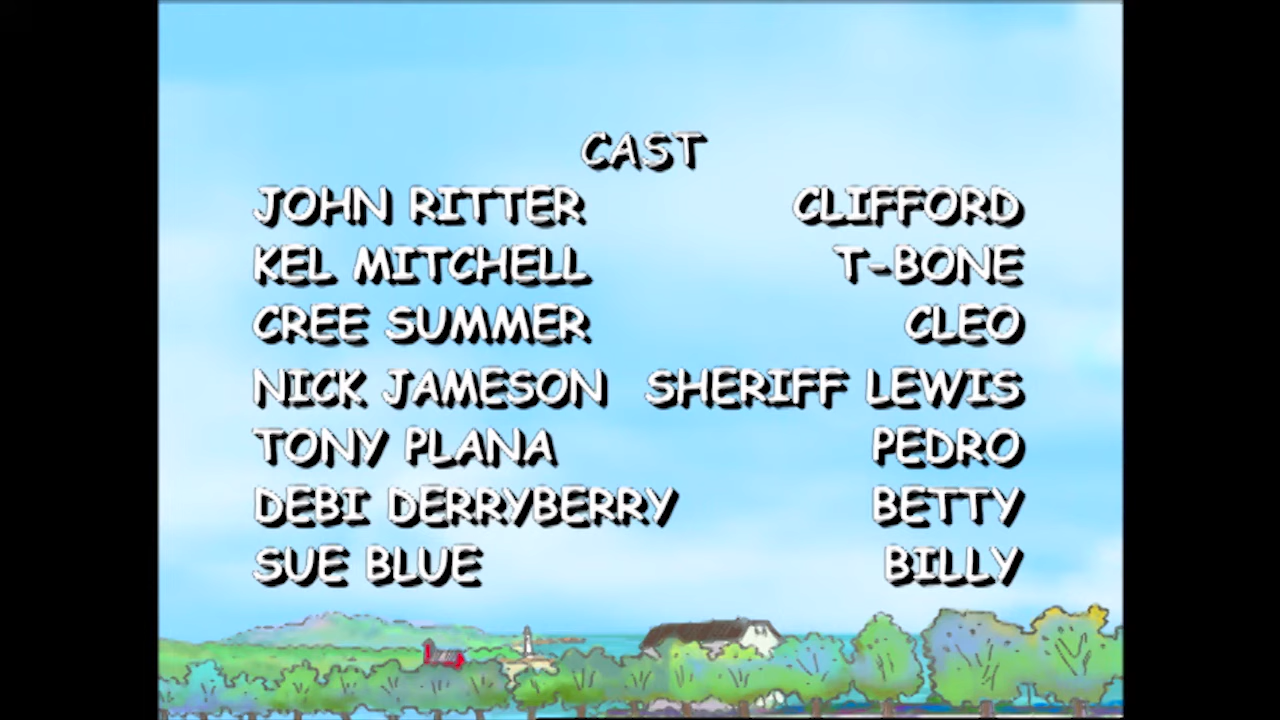 CAST
JOHN RITTER CLIFFORD
KEL MITCHELL T-BONE
CREE SUMMER CLEO
NICK JAMESON SHERIFF LEWIS
TONY PLANA PEDRO
DEBI DERRYBERRY BETTY
SUE BLUE BILLY